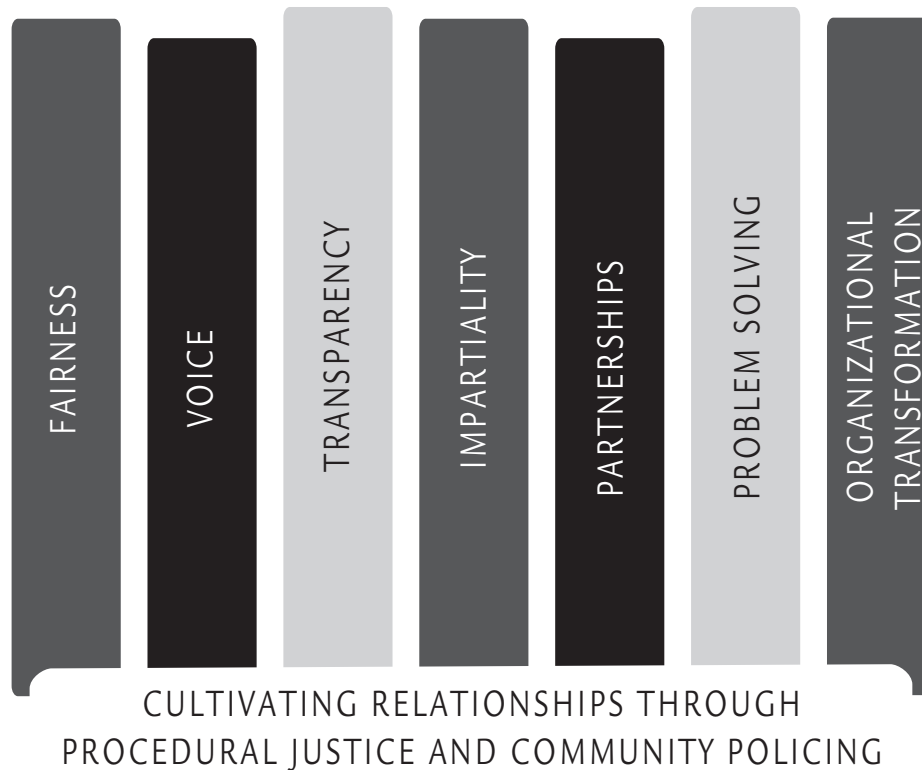 FAIRNESS
VOICE
TRANSPARENCY
IMPARTIALITY
PARTNERSHIPS
PROBLEM SOLVING
ORGANIZATIONAL
TRANSFORMATION
CULTIVATING RELATIONSHIPS THROUGH
PROCEDURAL JUSTICE AND COMMUNITY POLICING